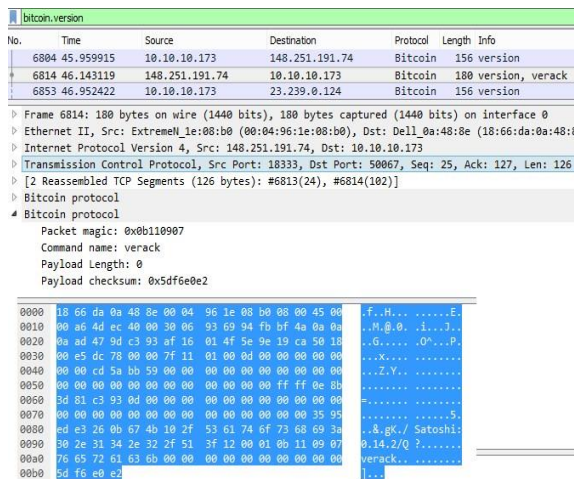 bitcoin.version
No. Time Source Destination Protocol Length Info
6804 45.959915 10.10.10.173 148.251.191.74 Bitcoin 156 version
6814 46.143119 148.251.191.74 10.10.10.173 Bitcoin 180 version, verack
6853 46.952422 10.10.10.173 23.239.0.124 Bitcoin 156 version
Frame 6814: 180 bytes on wire (1440 bits), 180 bytes captured (1440 bits) on interface 0
Ethernet II, Src: ExtremeN_1e:08:b0 (00:04:96:1e:08:b0), Dst: Dell_0a:48:8e (18:66:da:0a:48:8
Internet Protocol Version 4, Src: 148.251.191.74, Dst: 10.10.10.173
Transmission Control Protocol, Src Port: 18333, Dst Port: 50067, Seq: 25, Ack: 127, Len: 126
[2 Reassembled TCP Segments (126 bytes): #6813(24), #6814(102)]
Bitcoin protocol
Bitcoin protocol
Packet magic: 0x0b110907
Command name: verack
Payload Length: 0
Payload checksum: 0x5df6e0e2
0000 18 66 da 0a 48 8e 00 04 96 1e 08 b0 08 00 45 00 .f..H... ......E.
0010 00 a6 4d ec 40 00 30 06 93 69 94 fb bf 4a 0a 0a ..M.@.0. .i...J..
0020 0a ad 47 9d c3 93 af 16 01 4f 5e 9e 19 ca 50 18 ..G..... .O^...P.
0030 00 e5 dc 78 00 00 7f 11 01 00 0d 00 00 00 00 00 ...x.... ........
0040 00 00 cd 5a bb 59 00 00 00 00 00 00 00 00 00 00 ...Z.Y.. ........
0050 00 00 00 00 00 00 00 00 00 00 00 00 ff ff 0e 8b ........ ........
0060 3d 81 c3 93 0d 00 00 00 00 00 00 00 00 00 00 00 =....... ........
0070 00 00 00 00 00 00 00 00 00 00 00 00 00 00 35 95 ........ ......5.
0080 ed e3 26 0b 67 4b 10 2f 53 61 74 6f 73 68 69 3a ..&.gK./ Satoshi:
0090 30 2e 31 34 2e 32 2f 51 3f 12 00 01 0b 11 09 07 0.14.2/Q ?.......
00a0 76 65 72 61 63 6b 00 00 00 00 00 00 00 00 00 00 verack.. ........
00b0 5d f6 e0 e2 ]...